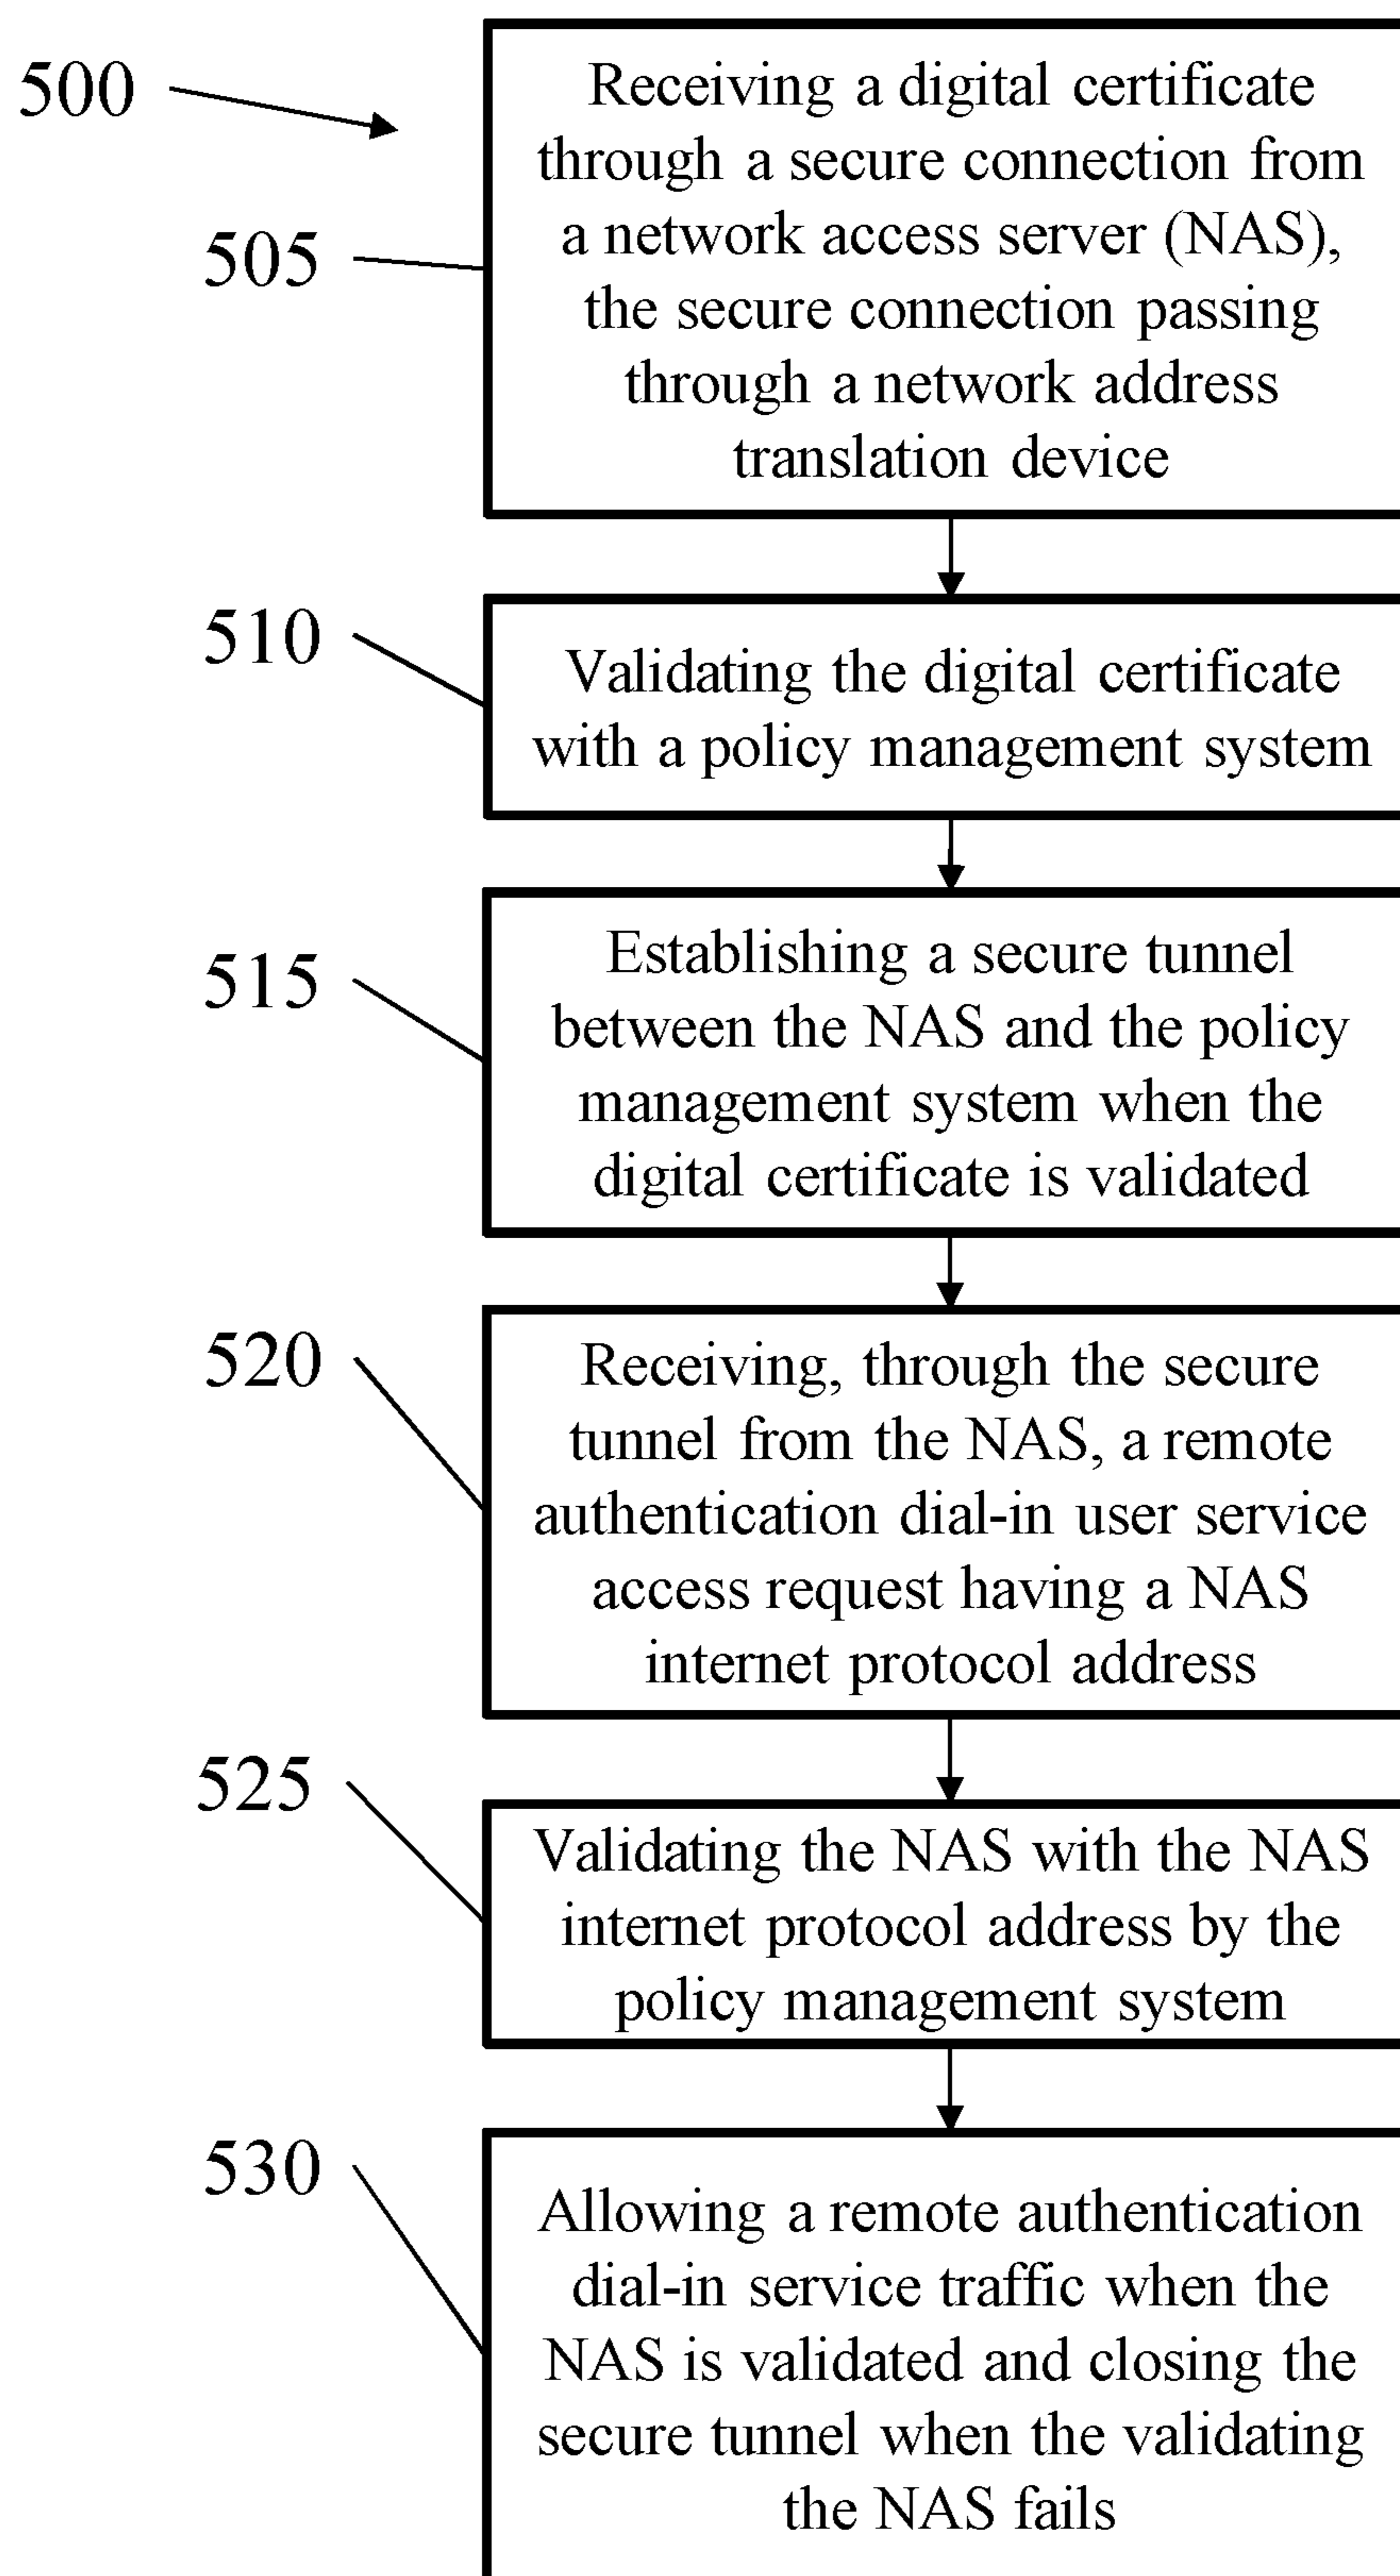 500
Receiving a digital certificate
through a secure connection from
a network access server (NAS),
the secure connection passing
through a network address
translation device
505
510
Validating the digital certificate
with a policy management system
515
Establishing a secure tunnel
between the NAS and the policy
management system when the
digital certificate is validated
520
Receiving, through the secure
tunnel from the NAS, a remote
authentication dial-in user service
access request having a NAS
internet protocol address
525
Validating the NAS with the NAS
internet protocol address by the
policy management system
530
Allowing a remote authentication
dial-in service traffic when the
NAS is validated and closing the
secure tunnel when the validating
the NAS fails